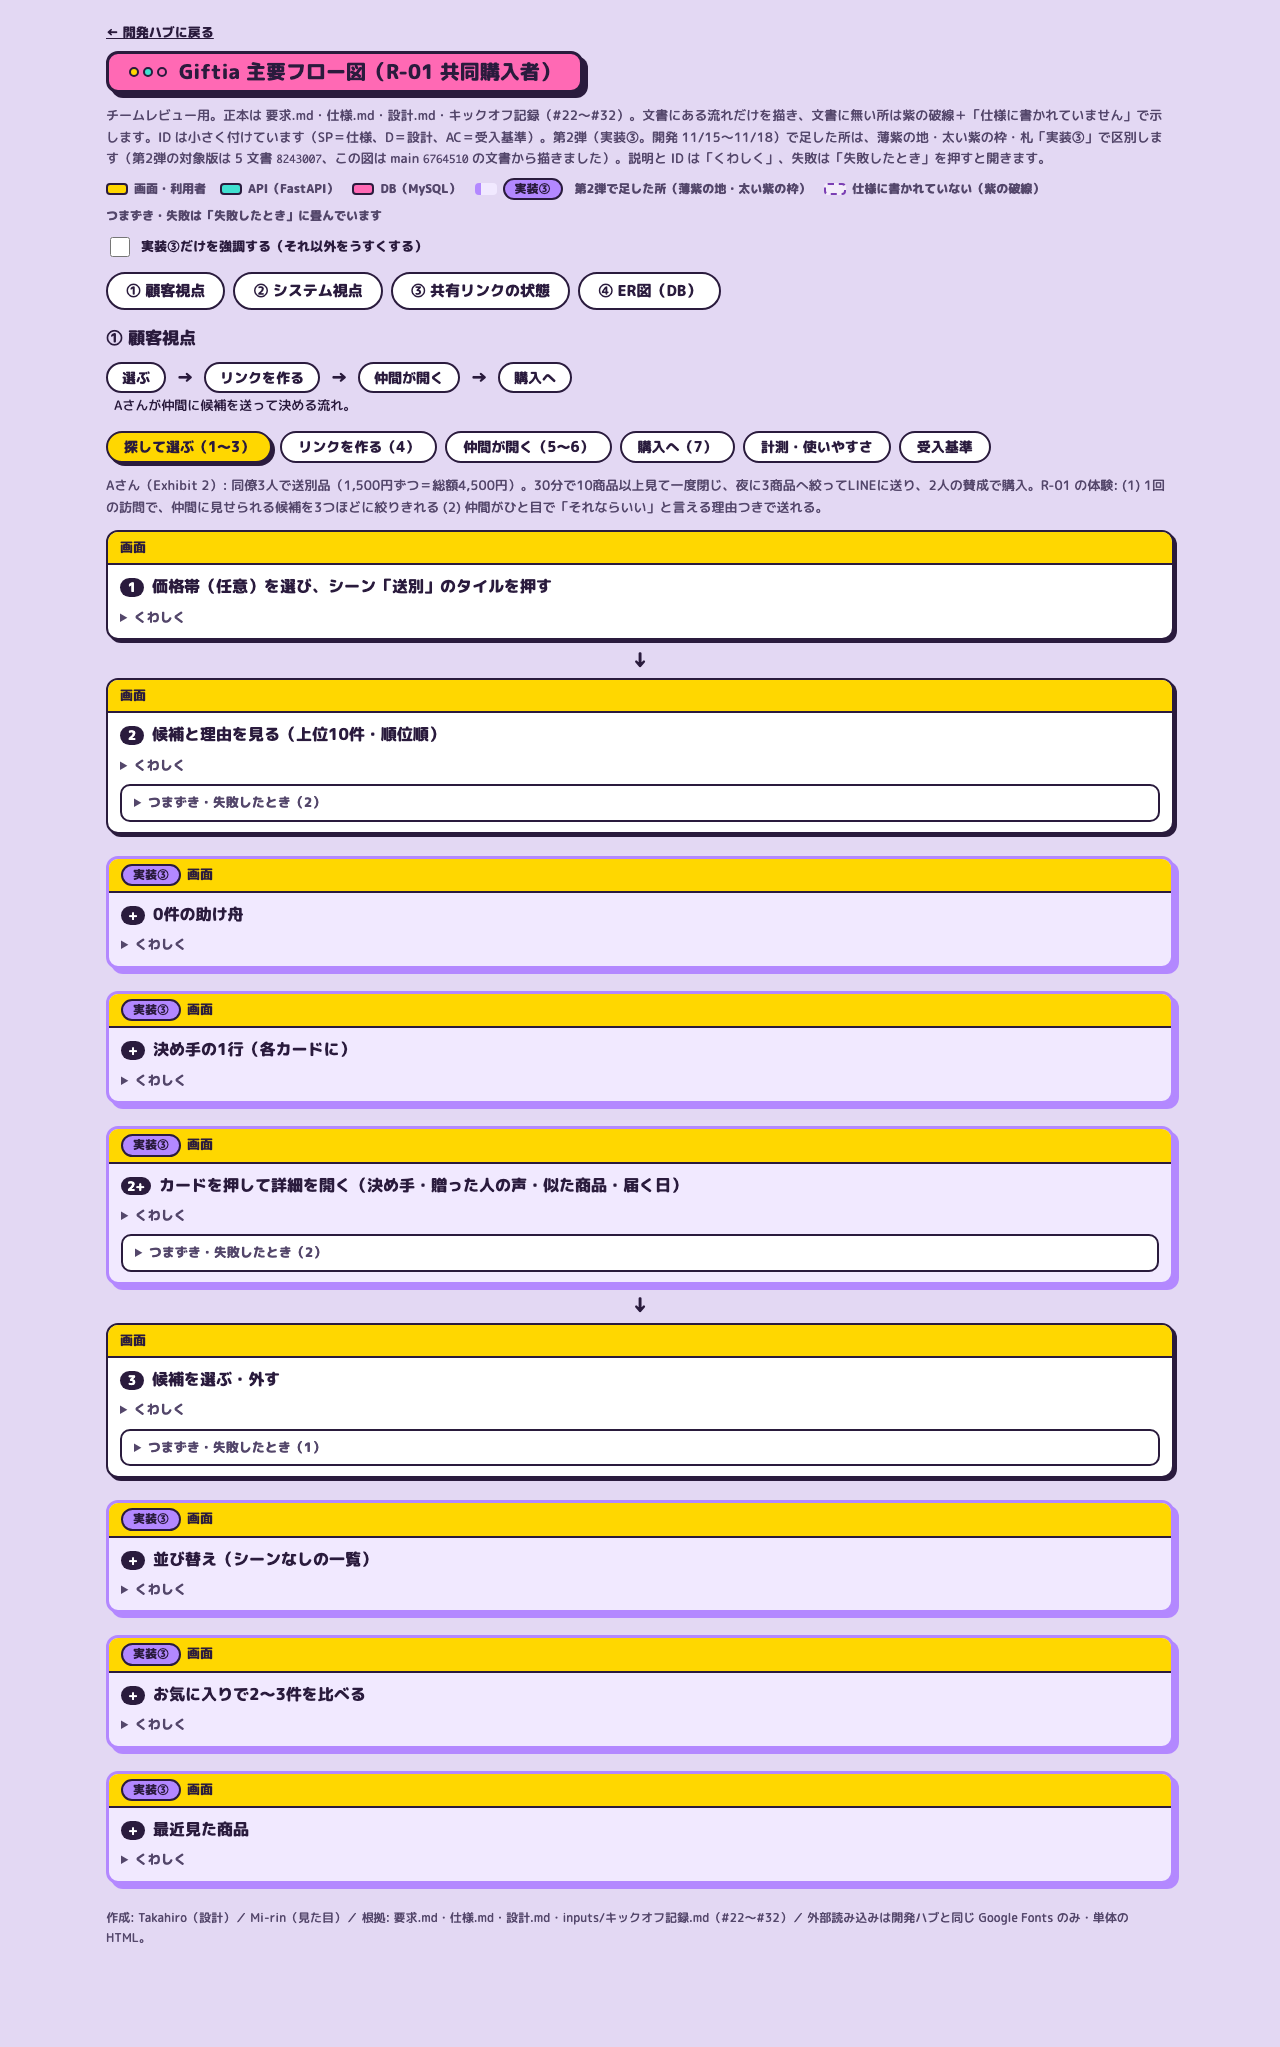 ← 開発ハブに戻る
Giftia 主要フロー図（R-01 共同購入者）
チームレビュー用。正本は 要求.md・仕様.md・設計.md・キックオフ記録（#22〜#32）。文書にある流れだけを描き、文書に無い所は紫の破線＋「仕様に書かれていません」で示
します。ID は小さく付けています（SP＝仕様、D＝設計、AC＝受入基準）。第2弾（実装③。開発 11/15〜11/18）で足した所は、薄紫の地・太い紫の枠・札「実装③」で区別しま
す（第2弾の対象版は 5 文書 8243007、この図は main 6764510 の文書から描きました）。説明と ID は「くわしく」、失敗は「失敗したとき」を押すと開きます。
画面・利用者 API（FastAPI） DB（MySQL） 実装③ 第2弾で足した所（薄紫の地・太い紫の枠） 仕様に書かれていない（紫の破線）
つまずき・失敗は「失敗したとき」に畳んでいます
実装③だけを強調する（それ以外をうすくする）
① 顧客視点 ② システム視点 ③ 共有リンクの状態 ④ ER図（DB）
① 顧客視点
選ぶ → リンクを作る → 仲間が開く → 購入へ
Aさんが仲間に候補を送って決める流れ。
探して選ぶ（1〜3） リンクを作る（4） 仲間が開く（5〜6） 購入へ（7） 計測・使いやすさ 受入基準
Aさん（Exhibit 2）: 同僚3人で送別品（1,500円ずつ＝総額4,500円）。30分で10商品以上見て一度閉じ、夜に3商品へ絞ってLINEに送り、2人の賛成で購入。R-01 の体験: (1) 1回
の訪問で、仲間に見せられる候補を3つほどに絞りきれる (2) 仲間がひと目で「それならいい」と言える理由つきで送れる。
画面
1 価格帯（任意）を選び、シーン「送別」のタイルを押す
▶ くわしく
↓
画面
2 候補と理由を見る（上位10件・順位順）
▶ くわしく
▶ つまずき・失敗したとき（2）
実装③ 画面
+ 0件の助け舟
▶ くわしく
実装③ 画面
+ 決め手の1行（各カードに）
▶ くわしく
実装③ 画面
2+ カードを押して詳細を開く（決め手・贈った人の声・似た商品・届く日）
▶ くわしく
▶ つまずき・失敗したとき（2）
↓
画面
3 候補を選ぶ・外す
▶ くわしく
▶ つまずき・失敗したとき（1）
実装③ 画面
+ 並び替え（シーンなしの一覧）
▶ くわしく
実装③ 画面
+ お気に入りで2〜3件を比べる
▶ くわしく
実装③ 画面
+ 最近見た商品
▶ くわしく
作成: Takahiro（設計）／ Mi-rin（見た目）／ 根拠: 要求.md・仕様.md・設計.md・inputs/キックオフ記録.md（#22〜#32）／ 外部読み込みは開発ハブと同じ Google Fonts のみ・単体の
HTML。